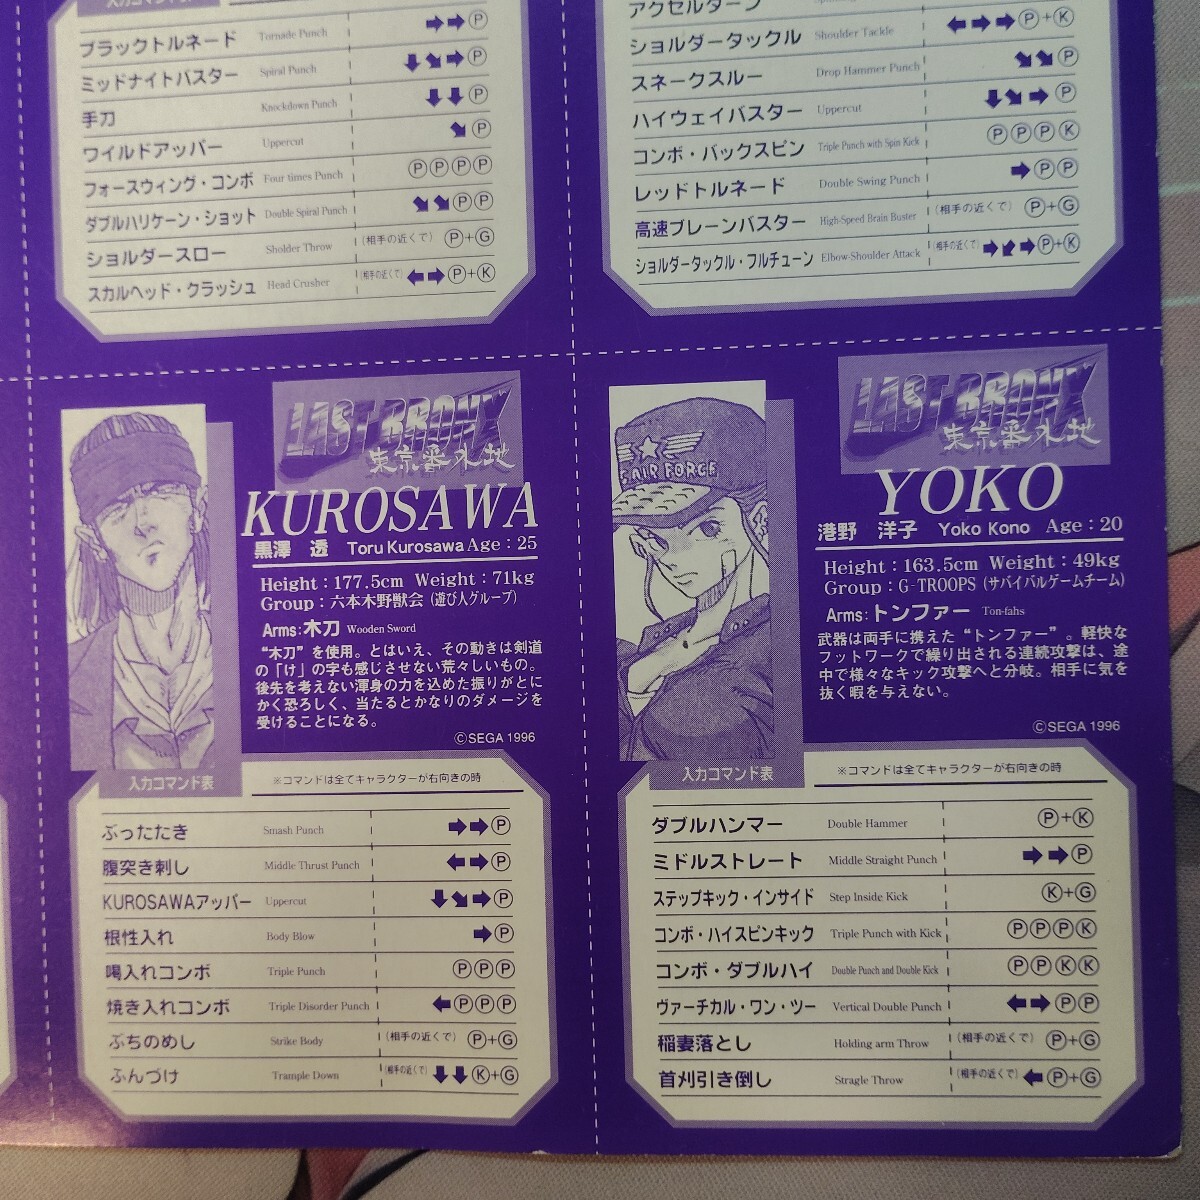 ブラックトルネード Tornade Punch ➡➡Ⓟ
ミッドナイトバスター Spiral Punch ⬇⬊➡Ⓟ
手刀 Knockdown Punch ⬇⬇Ⓟ
ワイルドアッパー Uppercut ⬊Ⓟ
フォースウィング・コンボ Four times Punch ⓅⓅⓅⓅ
ダブルハリケーン・ショット Double Spiral Punch ⬊⬊ⓅⓅ
ショルダースロー Sholder Throw (相手の近くで) Ⓟ+Ⓖ
スカルヘッド・クラッシュ Head Crusher (相手の近くで) ⬅➡Ⓟ+Ⓚ
アクセルターン
ショルダータックル Shoulder Tackle ⬅➡➡Ⓟ+Ⓚ
スネークスルー Drop Hammer Punch ⬊⬊Ⓟ
ハイウェイバスター Uppercut ⬇⬊➡Ⓟ
コンボ・バックスピン Triple Punch with Spin Kick ⓅⓅⓅⓀ
レッドトルネード Double Swing Punch ➡ⓅⓅ
高速ブレーンバスター High-Speed Brain Buster (相手の近くで) Ⓟ+Ⓖ
ショルダータックル・フルチューン Elbow-Shoulder Attack (相手の近くで) ➡⬋➡Ⓟ+Ⓚ
LAST BRONX
東京番外地
KUROSAWA
黒澤 透 Toru Kurosawa Age:25
Height:177.5cm Weight:71kg
Group:六本木野獣会 (遊び人グループ)
Arms:木刀 Wooden Sword
“木刀”を使用。とはいえ、その動きは剣道
の「け」の字も感じさせない荒々しいもの。
後先を考えない渾身の力を込めた振りがとに
かく恐ろしく、当たるとかなりのダメージを
受けることになる。
©SEGA 1996
入力コマンド表 ※コマンドは全てキャラクターが右向きの時
ぶったたき Smash Punch ➡➡Ⓟ
腹突き刺し Middle Thrust Punch ⬅➡Ⓟ
KUROSAWAアッパー Uppercut ⬇⬊➡Ⓟ
根性入れ Body Blow ➡Ⓟ
喝入れコンボ Triple Punch ⓅⓅⓅ
焼き入れコンボ Triple Disorder Punch ⬅ⓅⓅⓅ
ぶちのめし Strike Body (相手の近くで) Ⓟ+Ⓖ
ふんづけ Trample Down (相手の近くで) ⬇⬇Ⓚ+Ⓖ
S AIR FORCE
LAST BRONX
東京番外地
YOKO
港野 洋子 Yoko Kono Age:20
Height:163.5cm Weight:49kg
Group:G-TROOPS (サバイバルゲームチーム)
Arms:トンファー Ton-fahs
武器は両手に携えた“トンファー”。軽快な
フットワークで繰り出される連続攻撃は、途
中で様々なキック攻撃へと分岐。相手に気を
抜く暇を与えない。
©SEGA 1996
入力コマンド表 ※コマンドは全てキャラクターが右向きの時
ダブルハンマー Double Hammer Ⓟ+Ⓚ
ミドルストレート Middle Straight Punch ➡➡Ⓟ
ステップキック・インサイド Step Inside Kick Ⓚ+Ⓖ
コンボ・ハイスピンキック Triple Punch with Kick ⓅⓅⓅⓀ
コンボ・ダブルハイ Double Punch and Double Kick ⓅⓅⓀⓀ
ヴァーチカル・ワン・ツー Vertical Double Punch ⬅➡ⓅⓅ
稲妻落とし Holding arm Throw (相手の近くで) Ⓟ+Ⓖ
首刈引き倒し Stragle Throw (相手の近くで) ⬅Ⓟ+Ⓖ